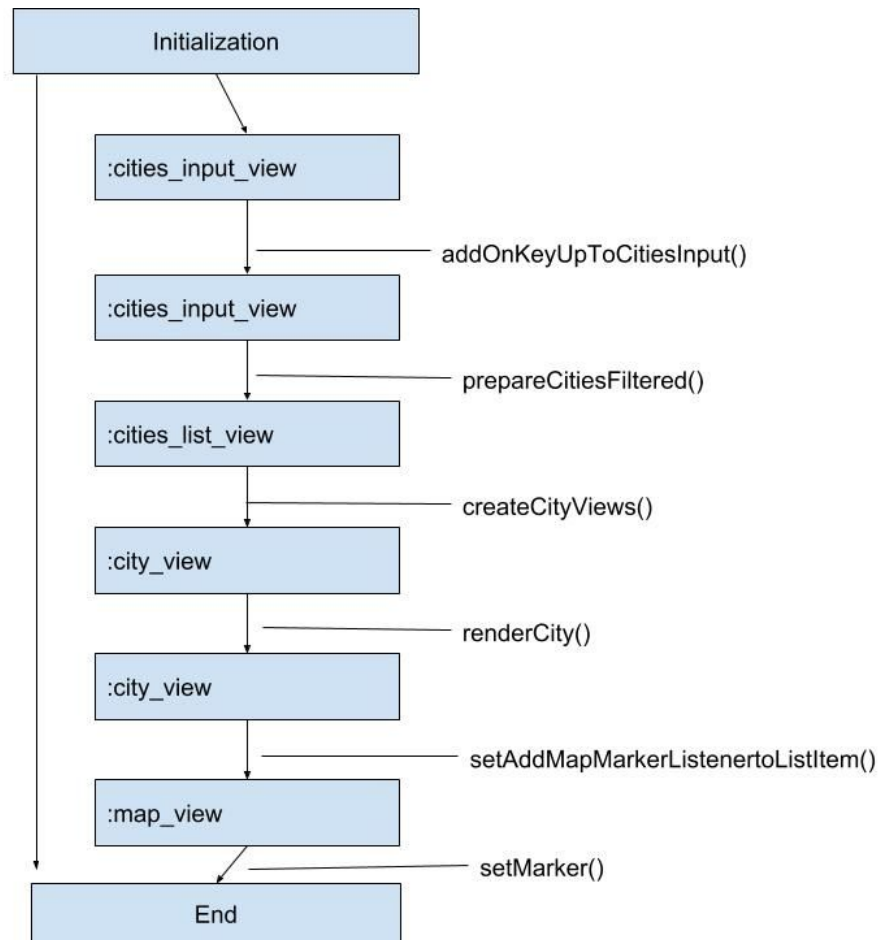 Initialization
:cities_input_view
addOnKeyUpToCitiesInput()
:cities_input_view
prepareCitiesFiltered()
:cities_list_view
createCityViews()
:city_view
renderCity()
:city_view
setAddMapMarkerListenertoListItem()
:map_view
setMarker()
End